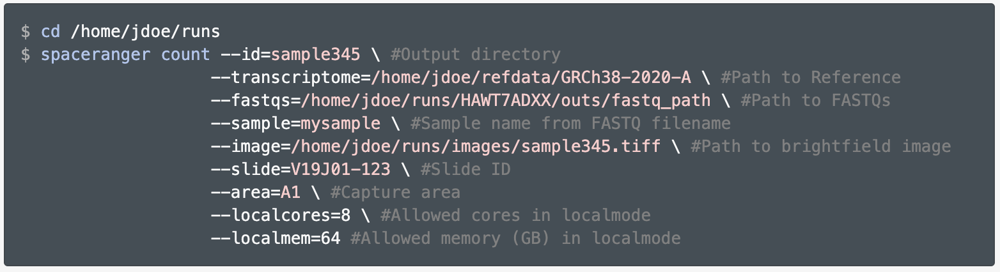 $ cd /home/jdoe/runs
$ spaceranger count --id=sample345 \ #Output directory
--transcriptome=/home/jdoe/refdata/GRCh38-2020-A \ #Path to Reference
--fastqs=/home/jdoe/runs/HAWT7ADXX/outs/fastq_path \ #Path to FASTQs
--sample=mysample \ #Sample name from FASTQ filename
--image=/home/jdoe/runs/images/sample345.tiff \ #Path to brightfield image
--slide=V19J01-123 \ #Slide ID
--area=A1 \ #Capture area
--localcores=8 \ #Allowed cores in localmode
--localmem=64 #Allowed memory (GB) in localmode